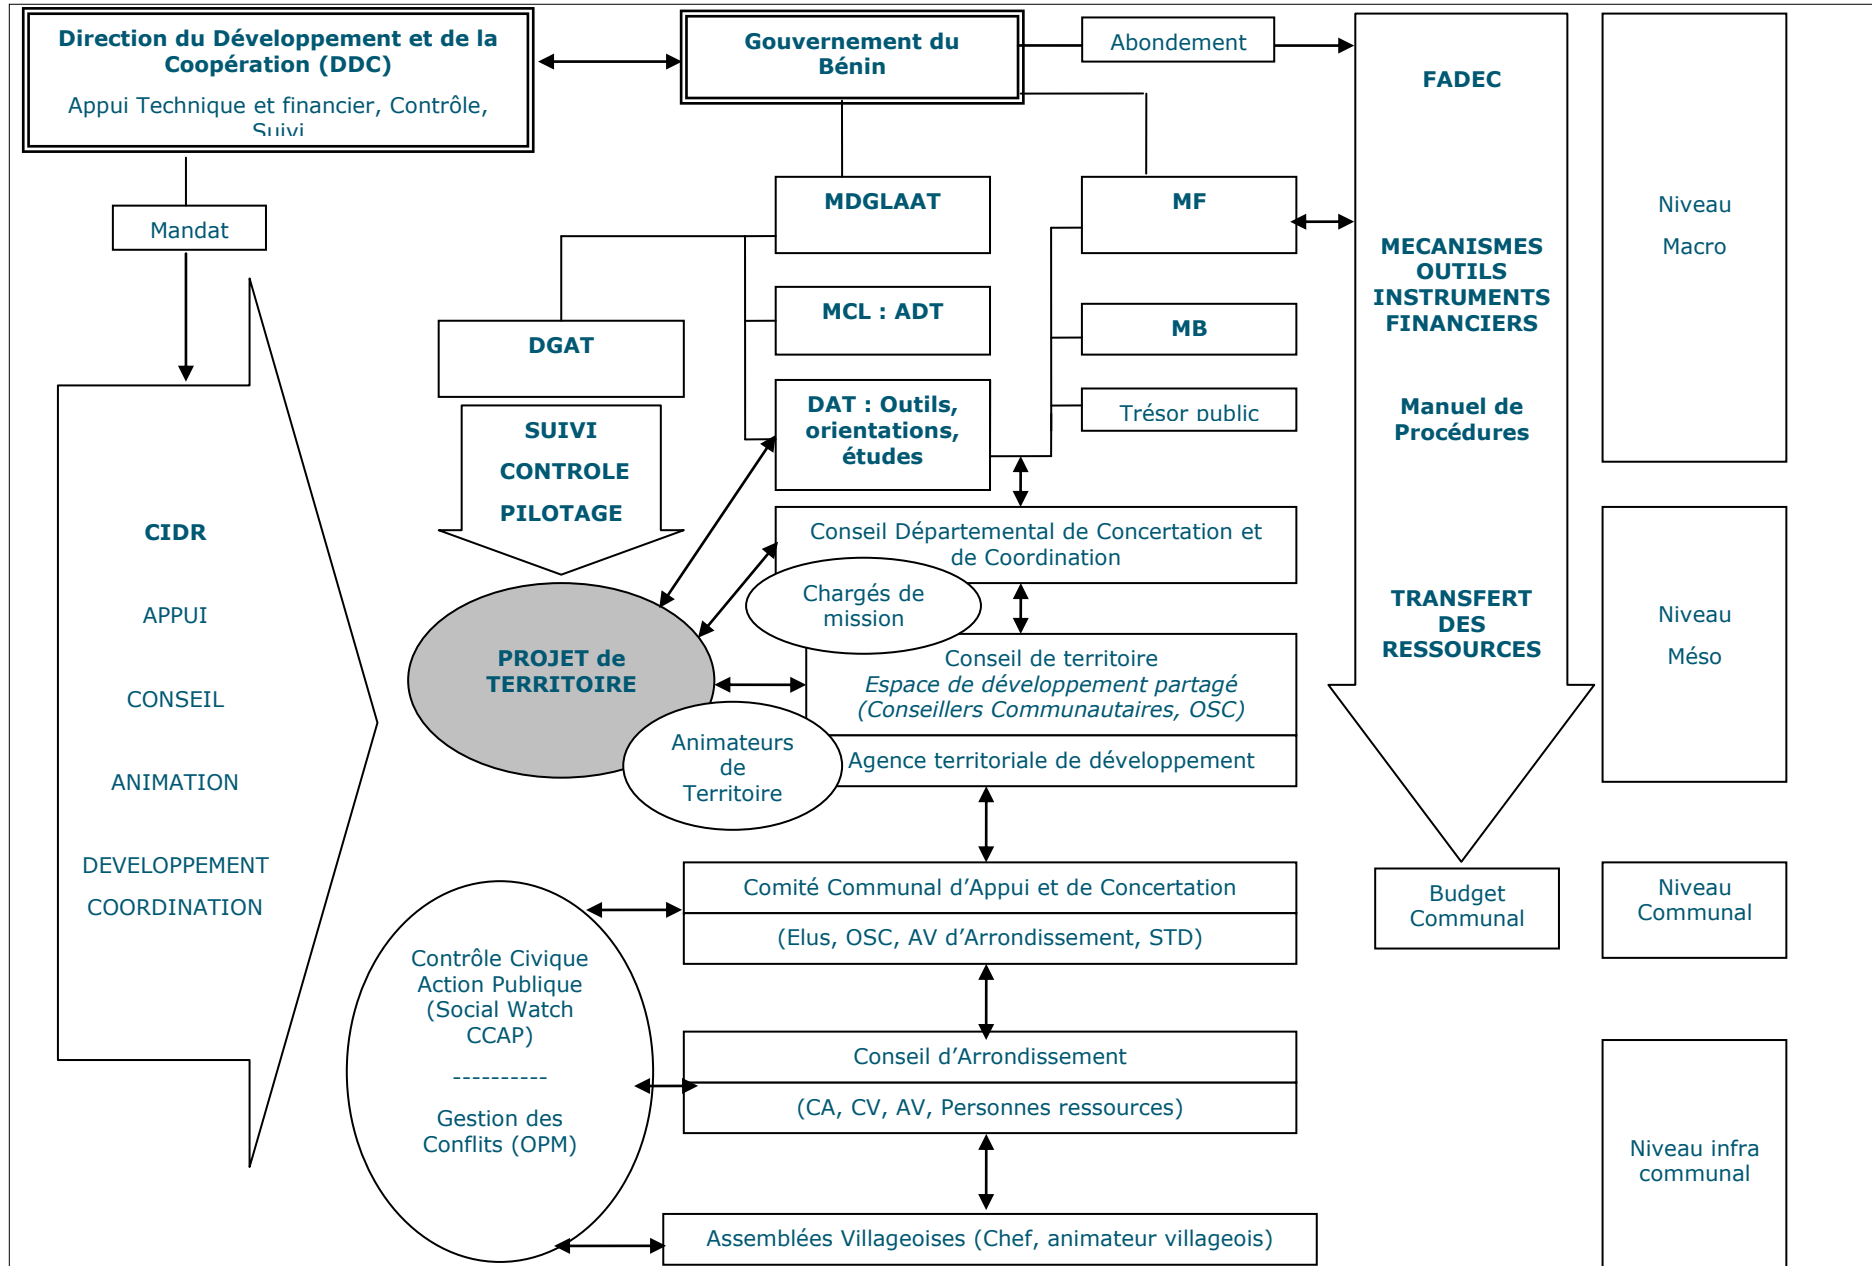 Direction du Développement et de la
Coopération (DDC)
Appui Technique et financier, Contrôle,
Suivi
Gouvernement du
Bénin
Abondement
FADEC
MECANISMES
OUTILS
INSTRUMENTS
FINANCIERS
Manuel de
Procédures
TRANSFERT
DES
RESSOURCES
Niveau
Macro
Mandat
MDGLAAT
MF
MCL : ADT
MB
DGAT
DAT : Outils,
orientations,
études
Trésor public
SUIVI
CONTROLE
PILOTAGE
CIDR
APPUI
CONSEIL
ANIMATION
DEVELOPPEMENT
COORDINATION
Conseil Départemental de Concertation et
de Coordination
Chargés de
mission
PROJET de
TERRITOIRE
Conseil de territoire
Espace de développement partagé
(Conseillers Communautaires, OSC)
Niveau
Méso
Animateurs
de
Territoire
Agence territoriale de développement
Comité Communal d’Appui et de Concertation
(Elus, OSC, AV d’Arrondissement, STD)
Budget
Communal
Niveau
Communal
Contrôle Civique
Action Publique
(Social Watch
CCAP)
----------
Gestion des
Conflits (OPM)
Conseil d’Arrondissement
(CA, CV, AV, Personnes ressources)
Niveau infra
communal
Assemblées Villageoises (Chef, animateur villageois)